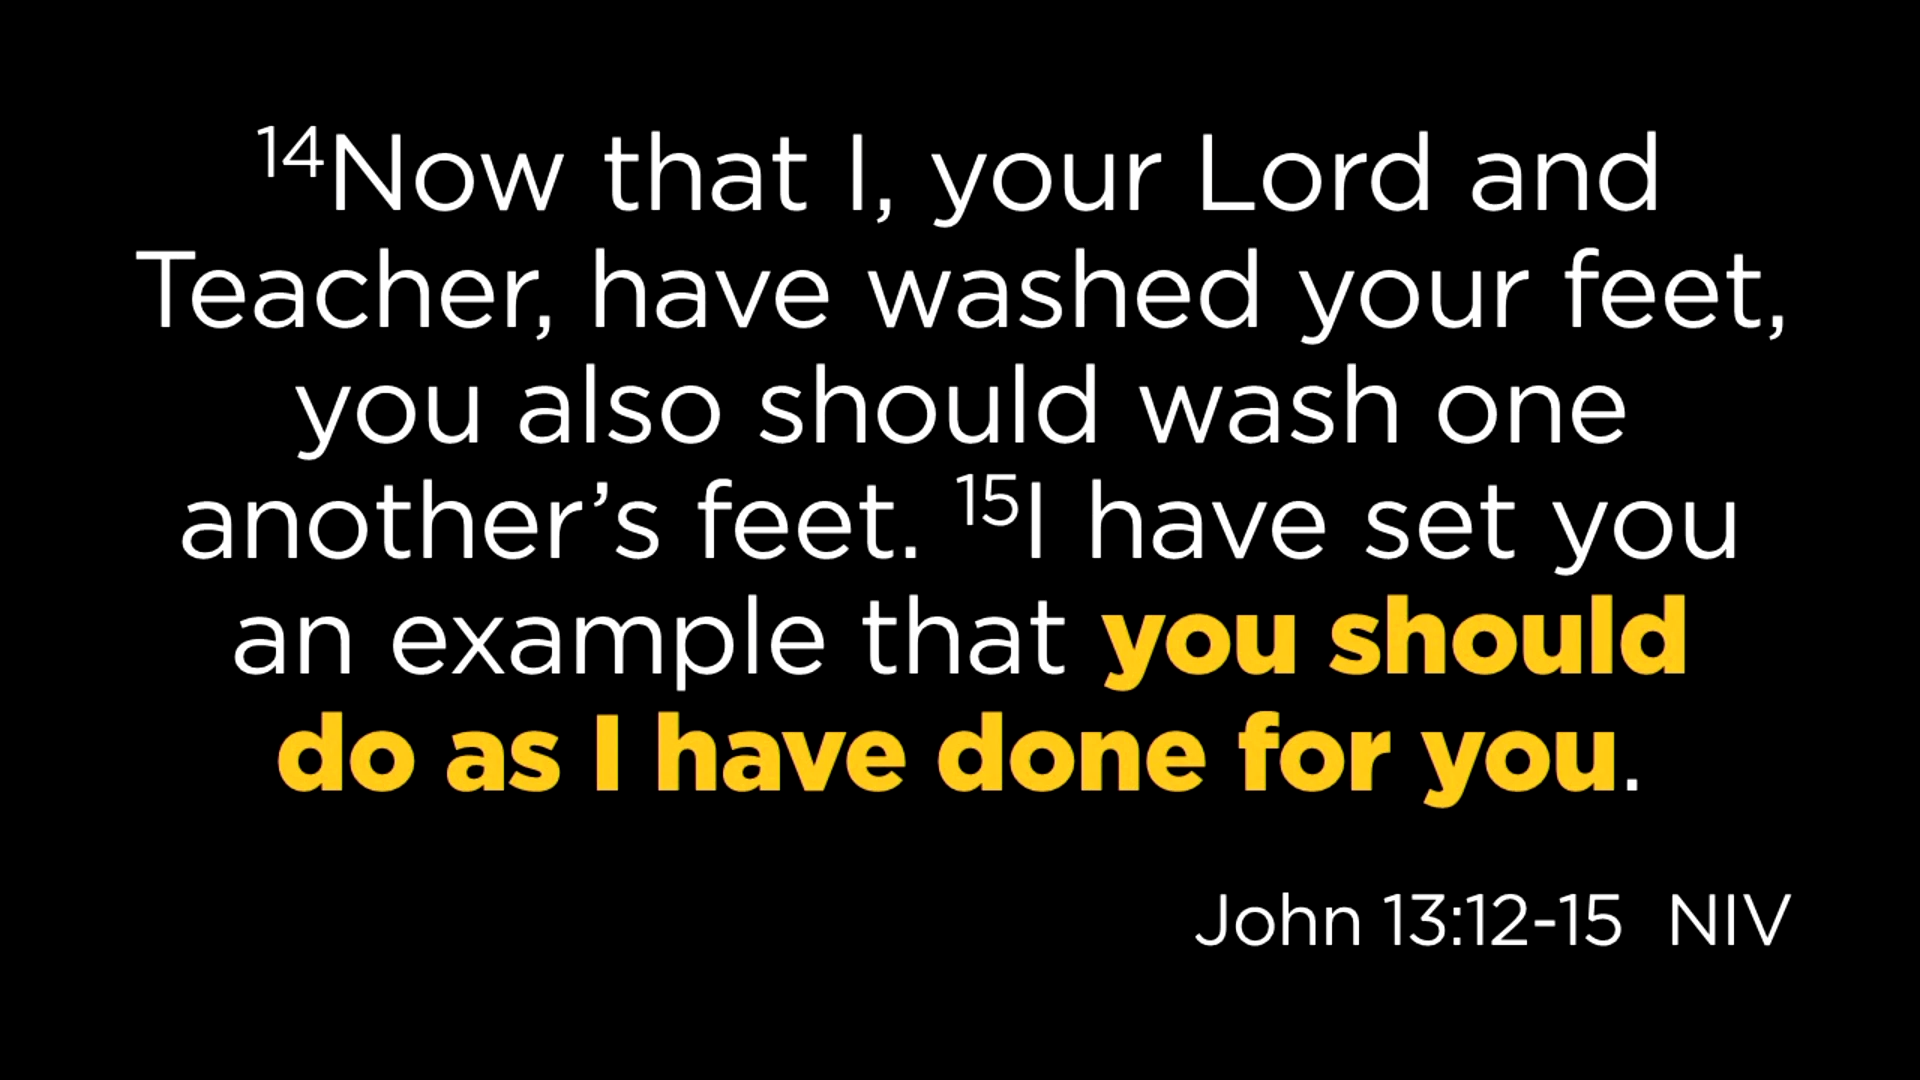 14Now that I, your Lord and
Teacher, have washed your feet,
you also should wash one
another’s feet. 15I have set you
an example that you should
do as I have done for you.
John 13:12-15 NIV